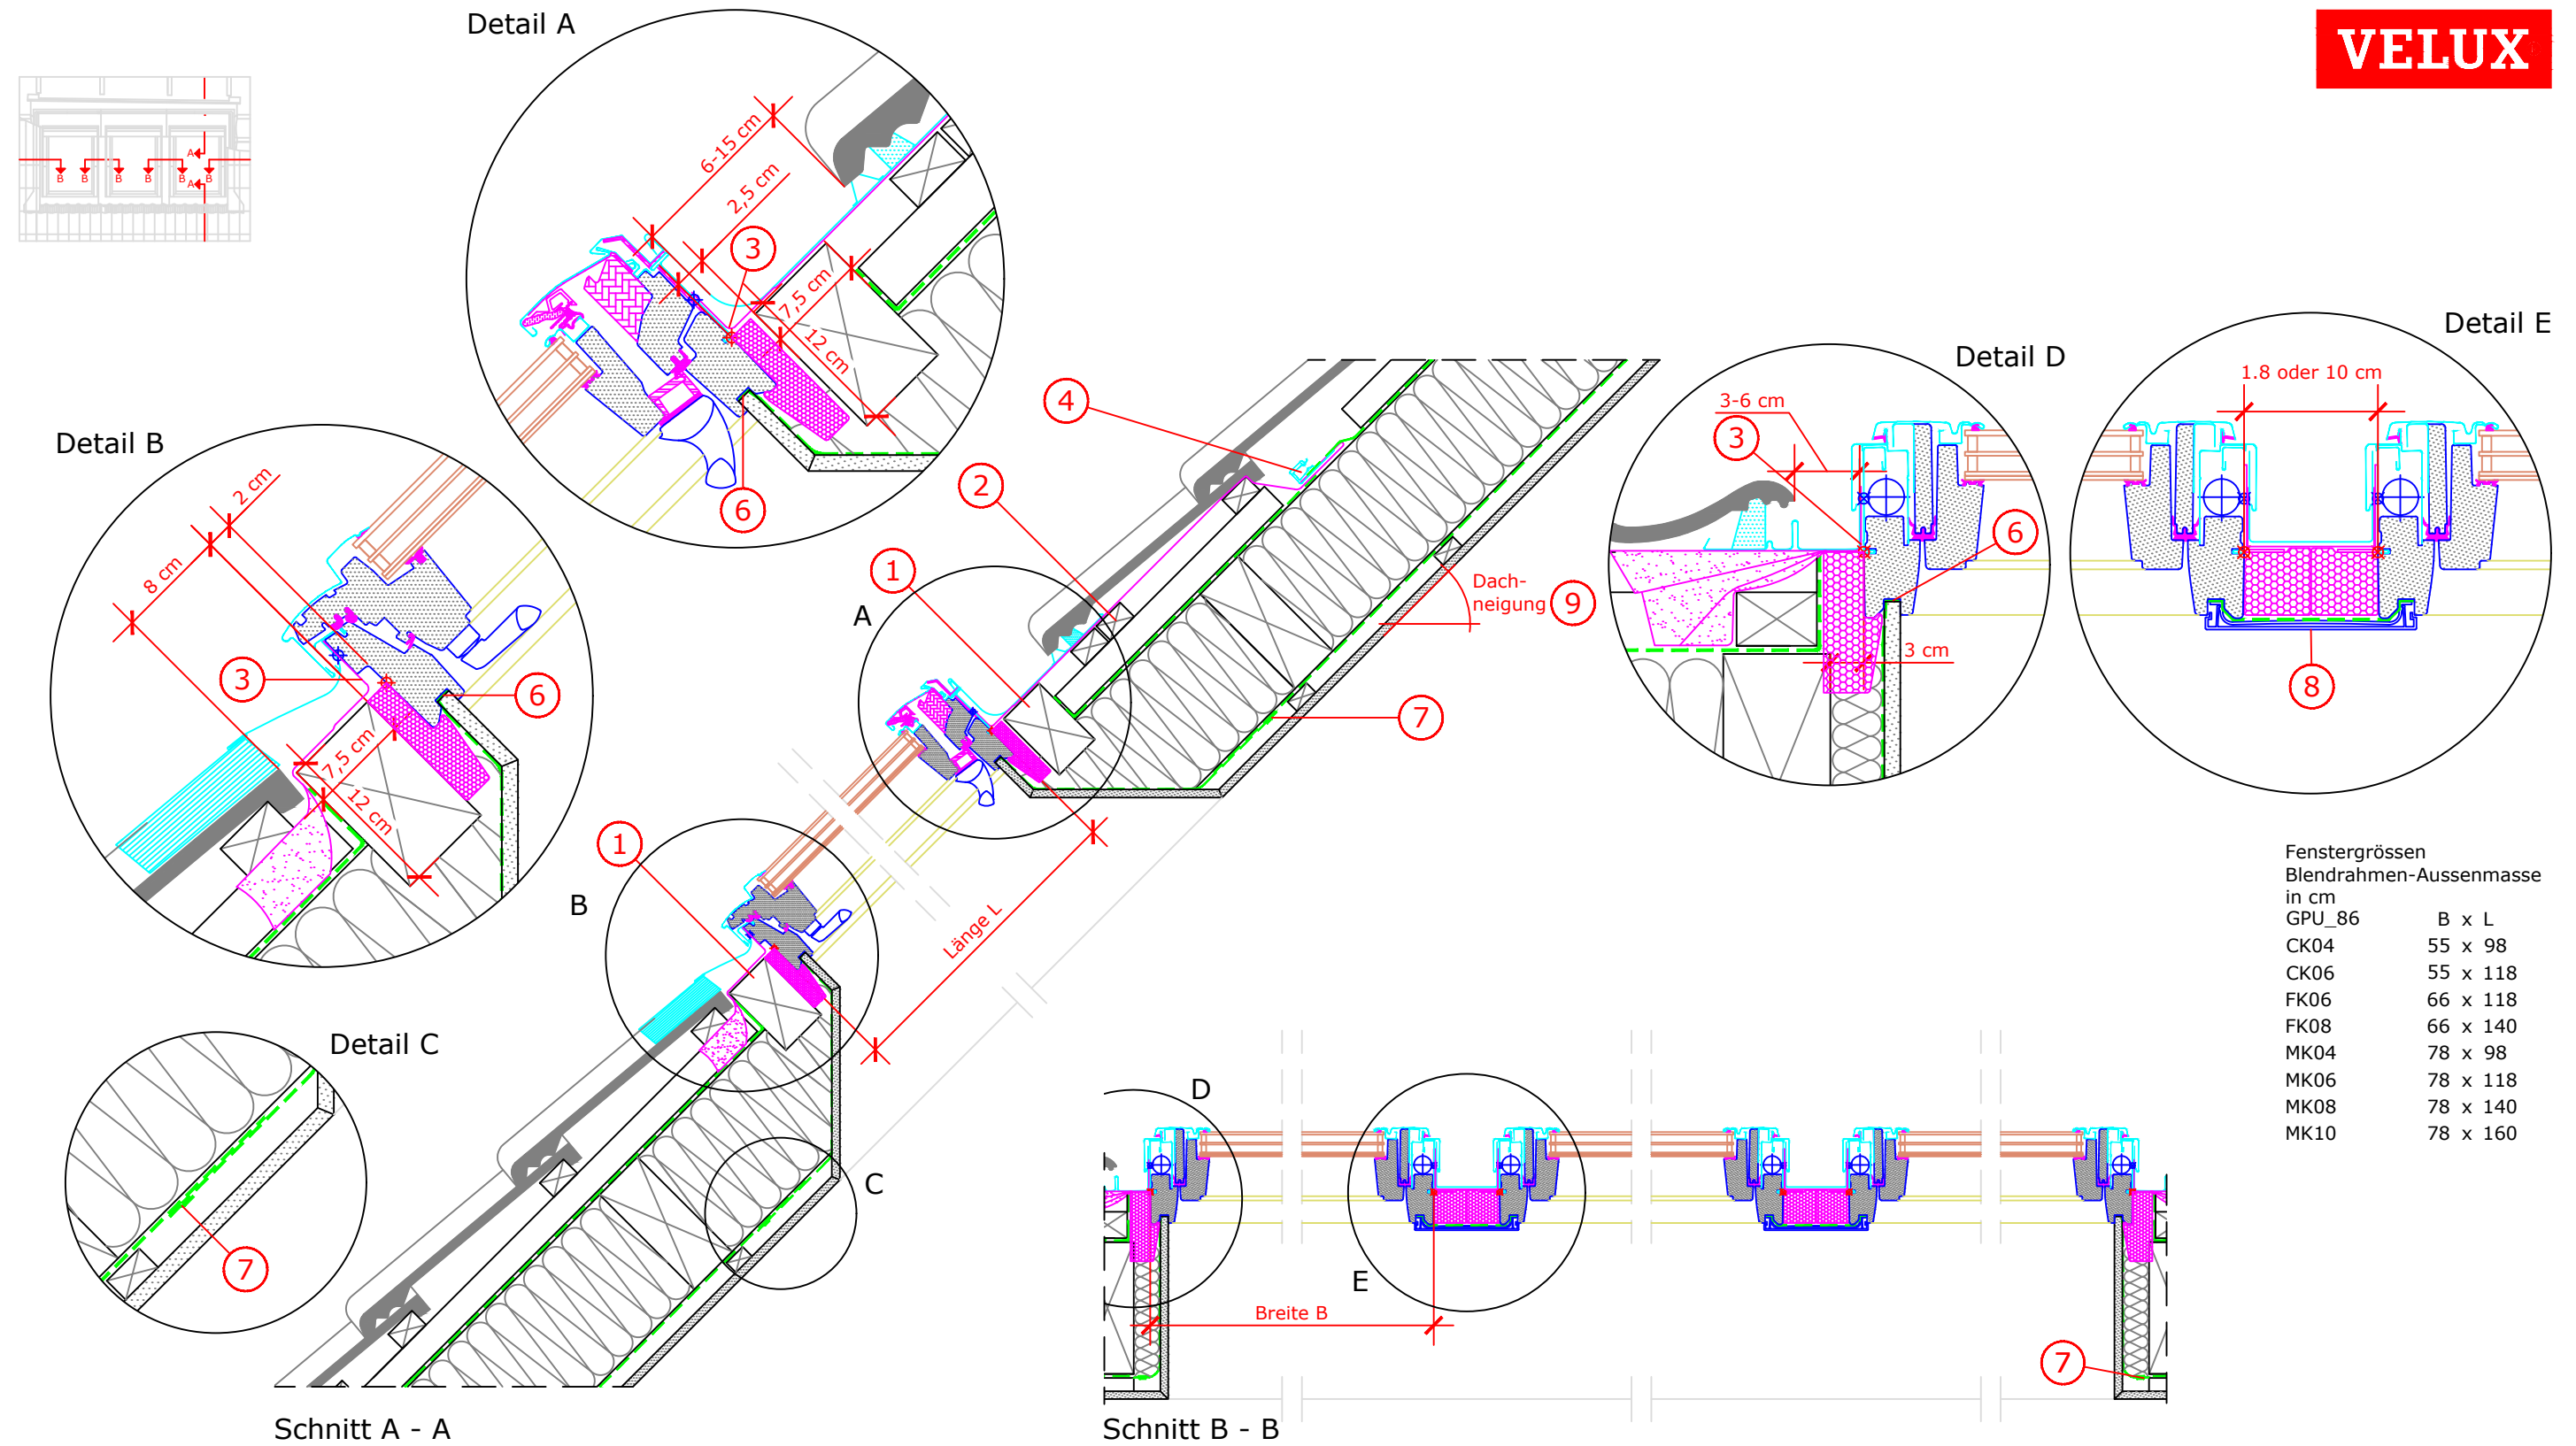 VELUX
Detail A
A
A
B
B
B
B
B
B
6-15 cm
2,5 cm
3
7,5 cm
12 cm
6
Detail B
2 cm
8 cm
3
6
7,5 cm
12 cm
4
2
1
A
Dach-
neigung
9
7
1
B
Länge L
C
Detail C
7
Schnitt A - A
Detail D
3-6 cm
3
6
3 cm
Detail E
1.8 oder 10 cm
8
Fenstergrössen
Blendrahmen-Aussenmasse
in cm
GPU_86 B x L
CK04 55 x 98
CK06 55 x 118
FK06 66 x 118
FK08 66 x 140
MK04 78 x 98
MK06 78 x 118
MK08 78 x 140
MK10 78 x 160
D
E
Breite B
7
Schnitt B - B